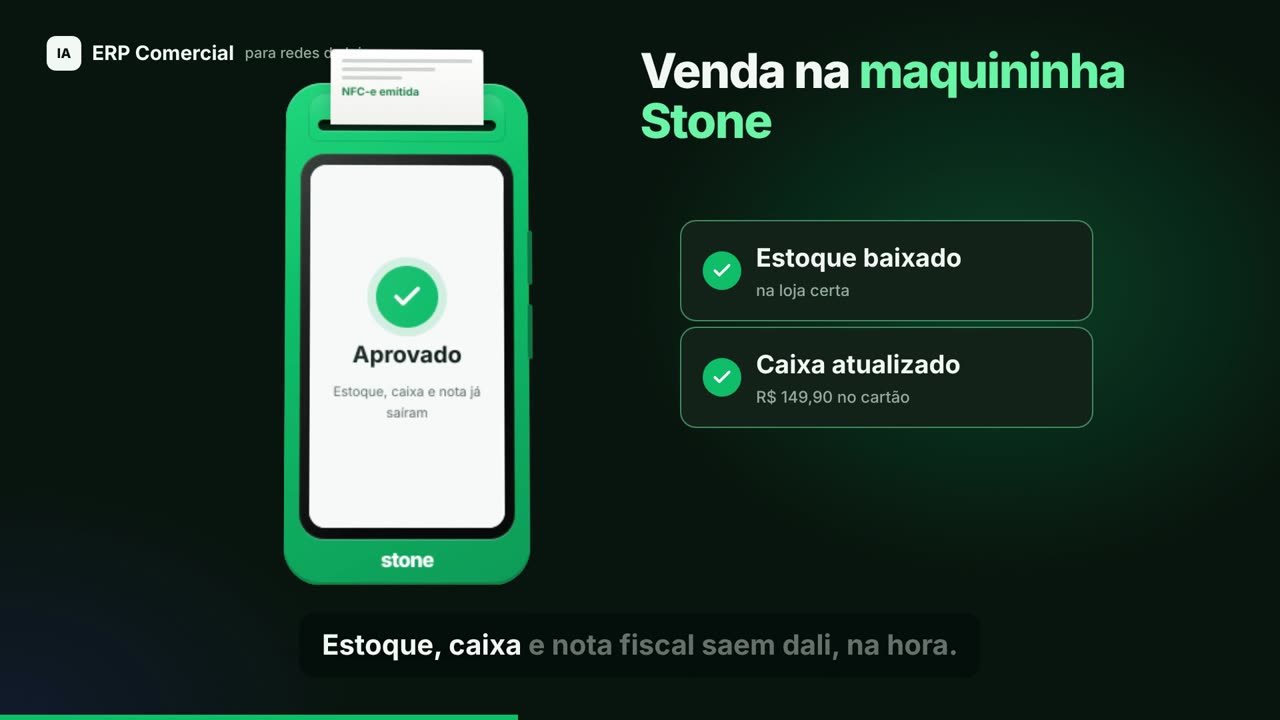 IA
ERP Comercial
para redes
NFC-e emitida
Aprovado
Estoque, caixa e nota já
saíram
stone
Venda na maquininha
Stone
Estoque baixado
na loja certa
Caixa atualizado
R$ 149,90 no cartão
Estoque, caixa e nota fiscal saem dali, na hora.